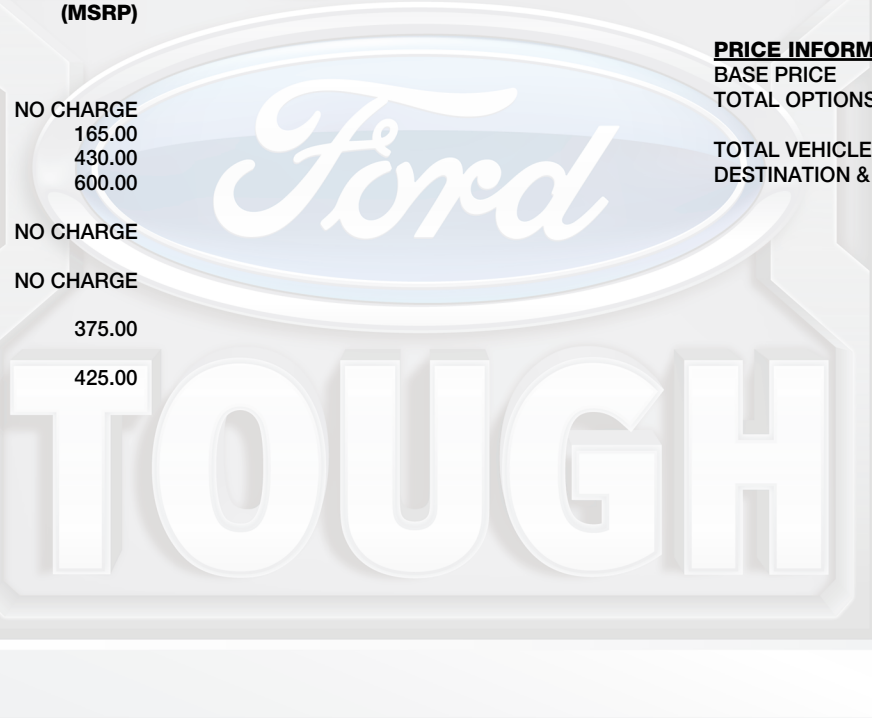 (MSRP)
NO CHARGE
165.00
430.00
600.00
NO CHARGE
NO CHARGE
375.00
425.00
PRICE INFORM
BASE PRICE
TOTAL OPTIONS
TOTAL VEHICLE
DESTINATION &
Ford
TOUGH